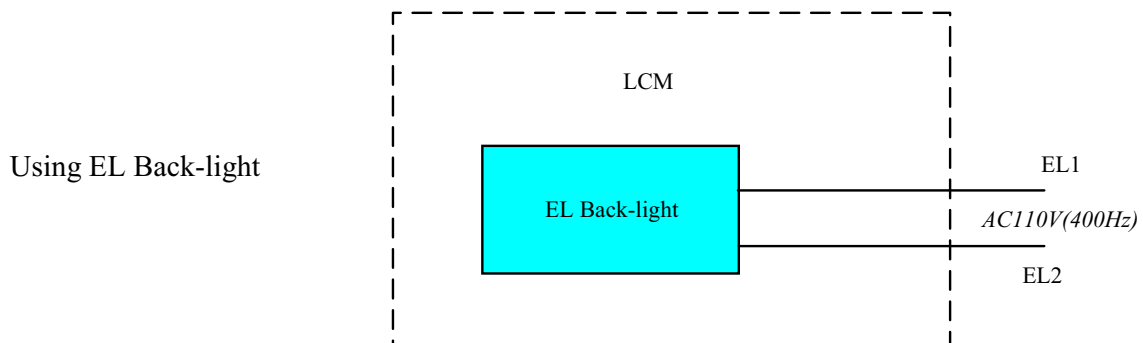 LCM
Using EL Back-light
EL Back-light
EL1
AC110V(400Hz)
EL2